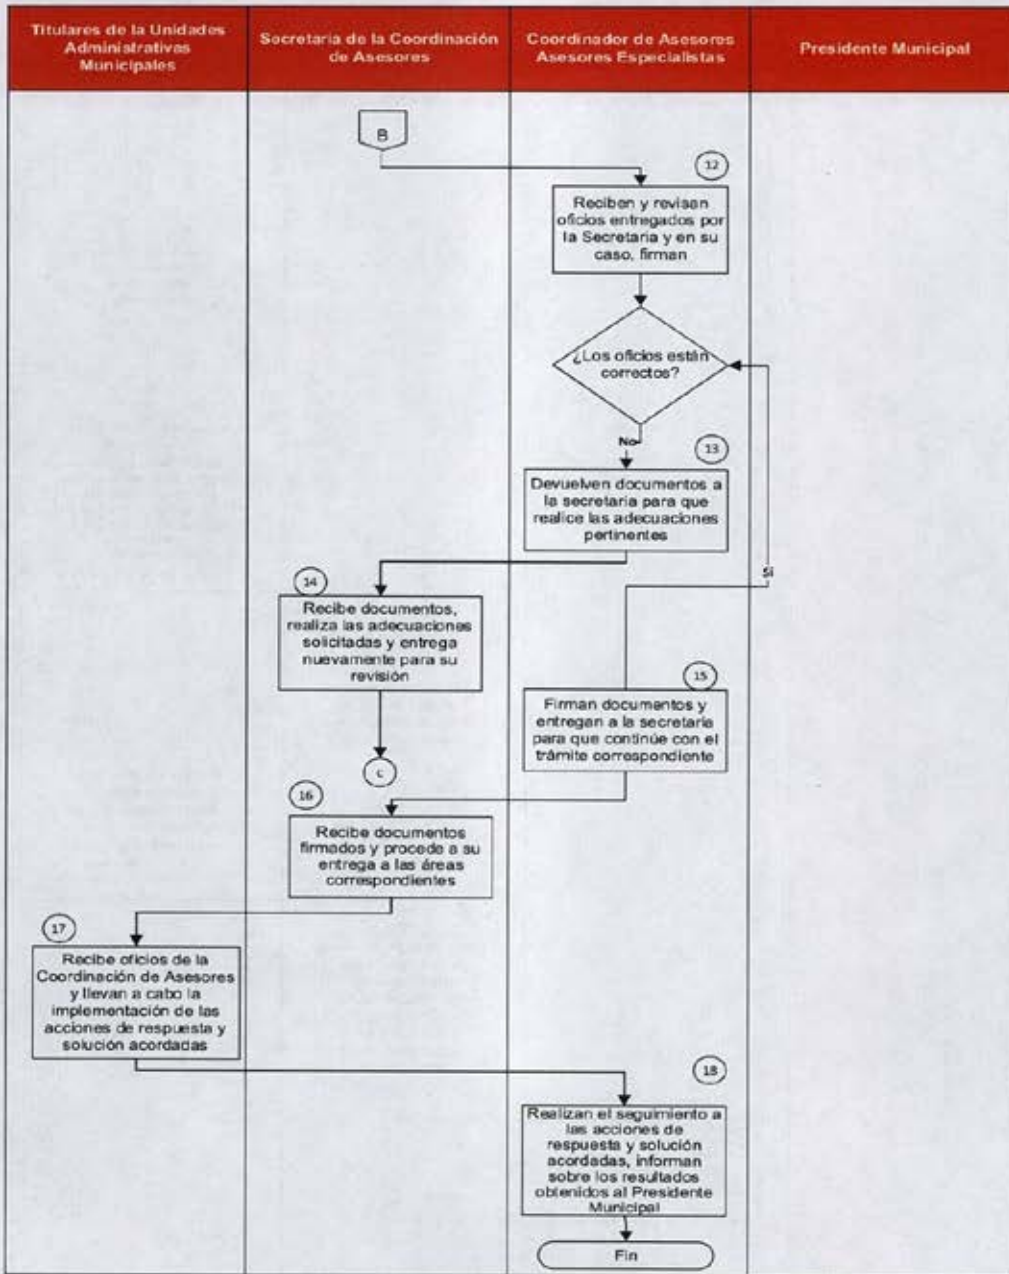 Titulares de la Unidades
Administrativas
Municipales
Secretaria de la Coordinación
de Asesores
Coordinador de Asesores
Asesores Especialistas
Presidente Municipal
B
12
Reciben y revisan
oficios entregados por
la Secretaria y en su
caso, firman
¿Los oficios están
correctos?
No
13
Devuelven documentos a
la secretaria para que
realice las adecuaciones
pertinentes
Si
14
Recibe documentos,
realiza las adecuaciones
solicitadas y entrega
nuevamente para su
revisión
15
Firman documentos y
entregan a la secretaría
para que continúe con el
trámite correspondiente
c
16
Recibe documentos
firmados y procede a su
entrega a las áreas
correspondientes
17
Recibe oficios de la
Coordinación de Asesores
y llevan a cabo la
implementación de las
acciones de respuesta y
solución acordadas
18
Realizan el seguimiento a
las acciones de
respuesta y solución
acordadas, informan
sobre los resultados
obtenidos al Presidente
Municipal
Fin